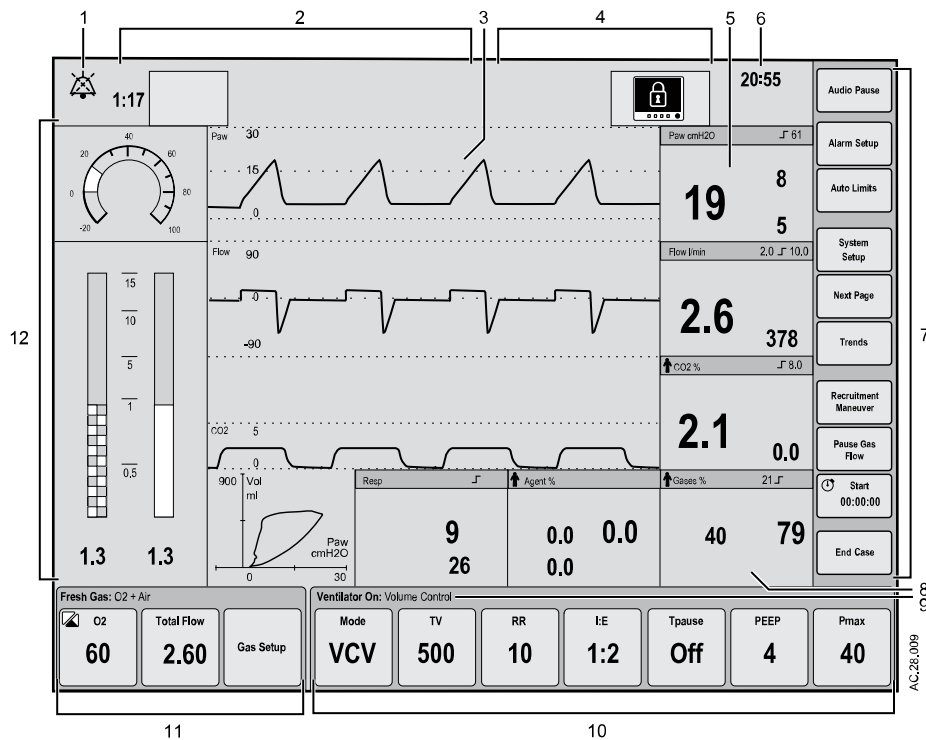 1
2
3
4
5
6
1:17
20:55
Audio Pause
Alarm Setup
Auto Limits
System
Setup
Next Page
Trends
Recruitment
Maneuver
Pause Gas
Flow
Start
00:00:00
End Case
7
12
-20
0
20
40
60
80
100
Paw
30
15
0
Paw cmH2O
61
19
8
5
Flow
90
0
-90
Flow l/min
2.0
10.0
2.6
378
15
10
5
1
0,5
1.3
1.3
CO2
5
0
CO2 %
8.0
2.1
0.0
900
Vol
ml
Paw
cmH2O
0
30
Resp
9
26
Agent %
0.0
0.0
0.0
Gases %
21
40
79
8
9
Fresh Gas: O2 + Air
O2
60
Total Flow
2.60
Gas Setup
Ventilator On: Volume Control
Mode
VCV
TV
500
RR
10
I:E
1:2
Tpause
Off
PEEP
4
Pmax
40
AC.28.009
11
10